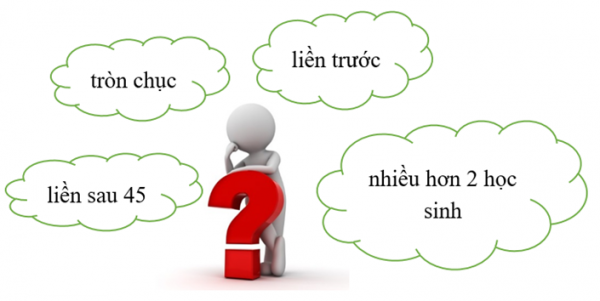 tròn chục
liền trước
liền sau 45
nhiều hơn 2 học
sinh
?